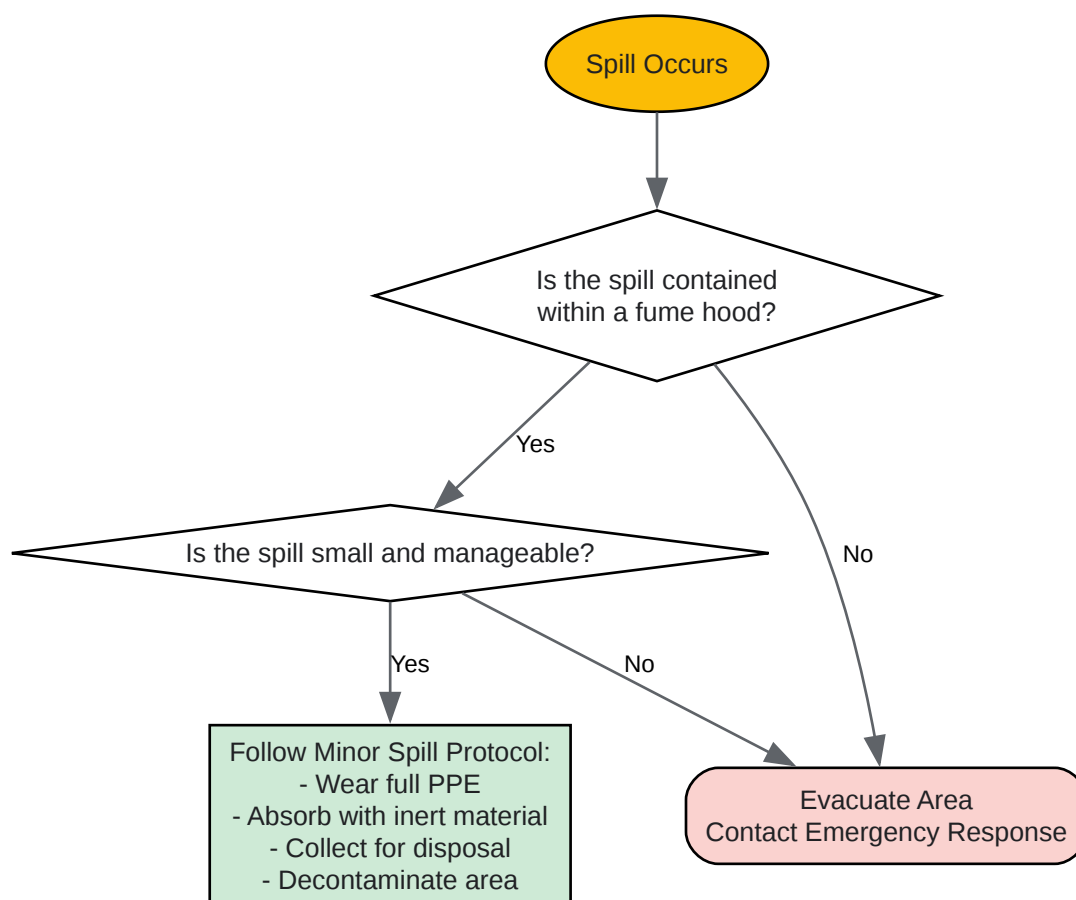 Spill Occurs
Is the spill contained
within a fume hood?
Yes
No
Is the spill small and manageable?
Yes
No
Follow Minor Spill Protocol:
- Wear full PPE
- Absorb with inert material
- Collect for disposal
- Decontaminate area
Evacuate Area
Contact Emergency Response